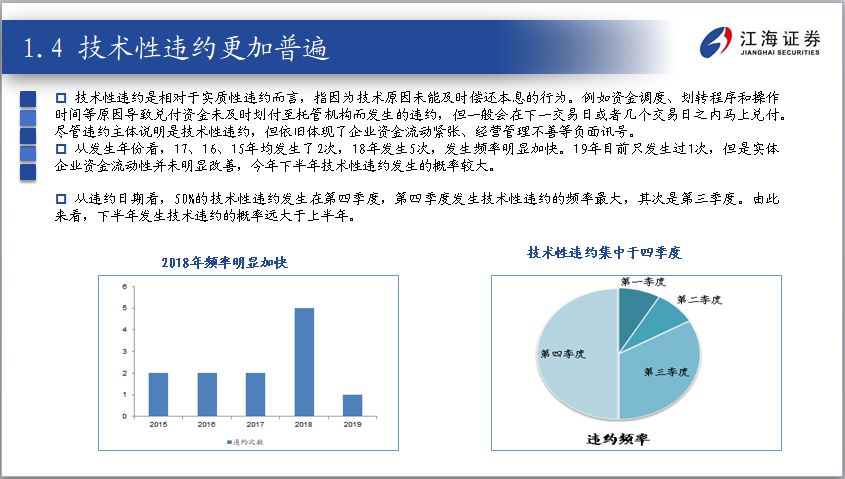 1.4 技术性违约更加普遍
江海证券
JIANGHAI SECURITIES
技术性违约是相对于实质性违约而言，指因为技术原因未能及时偿还本息的行为。例如资金调度、划转程序和操作
时间等原因导致兑付资金未及时划付至托管机构而发生的违约，但一般会在下一交易日或者几个交易日之内马上兑付。
尽管违约主体说明是技术性违约，但依旧体现了企业资金流动紧张、经营管理不善等负面讯号。
从发生年份看，17、16、15年均发生了2次，18年发生5次，发生频率明显加快。19年目前只发生过1次，但是实体
企业资金流动性并未明显改善，今年下半年技术性违约发生的概率较大。
从违约日期看，50%的技术性违约发生在第四季度，第四季度发生技术性违约的频率最大，其次是第三季度。由此
来看，下半年发生技术违约的概率远大于上半年。
2018年频率明显加快
6
5
4
3
2
1
0
2015 2016 2017 2018 2019
违约次数
技术性违约集中于四季度
第一季度
第二季度
第四季度
第三季度
违约频率